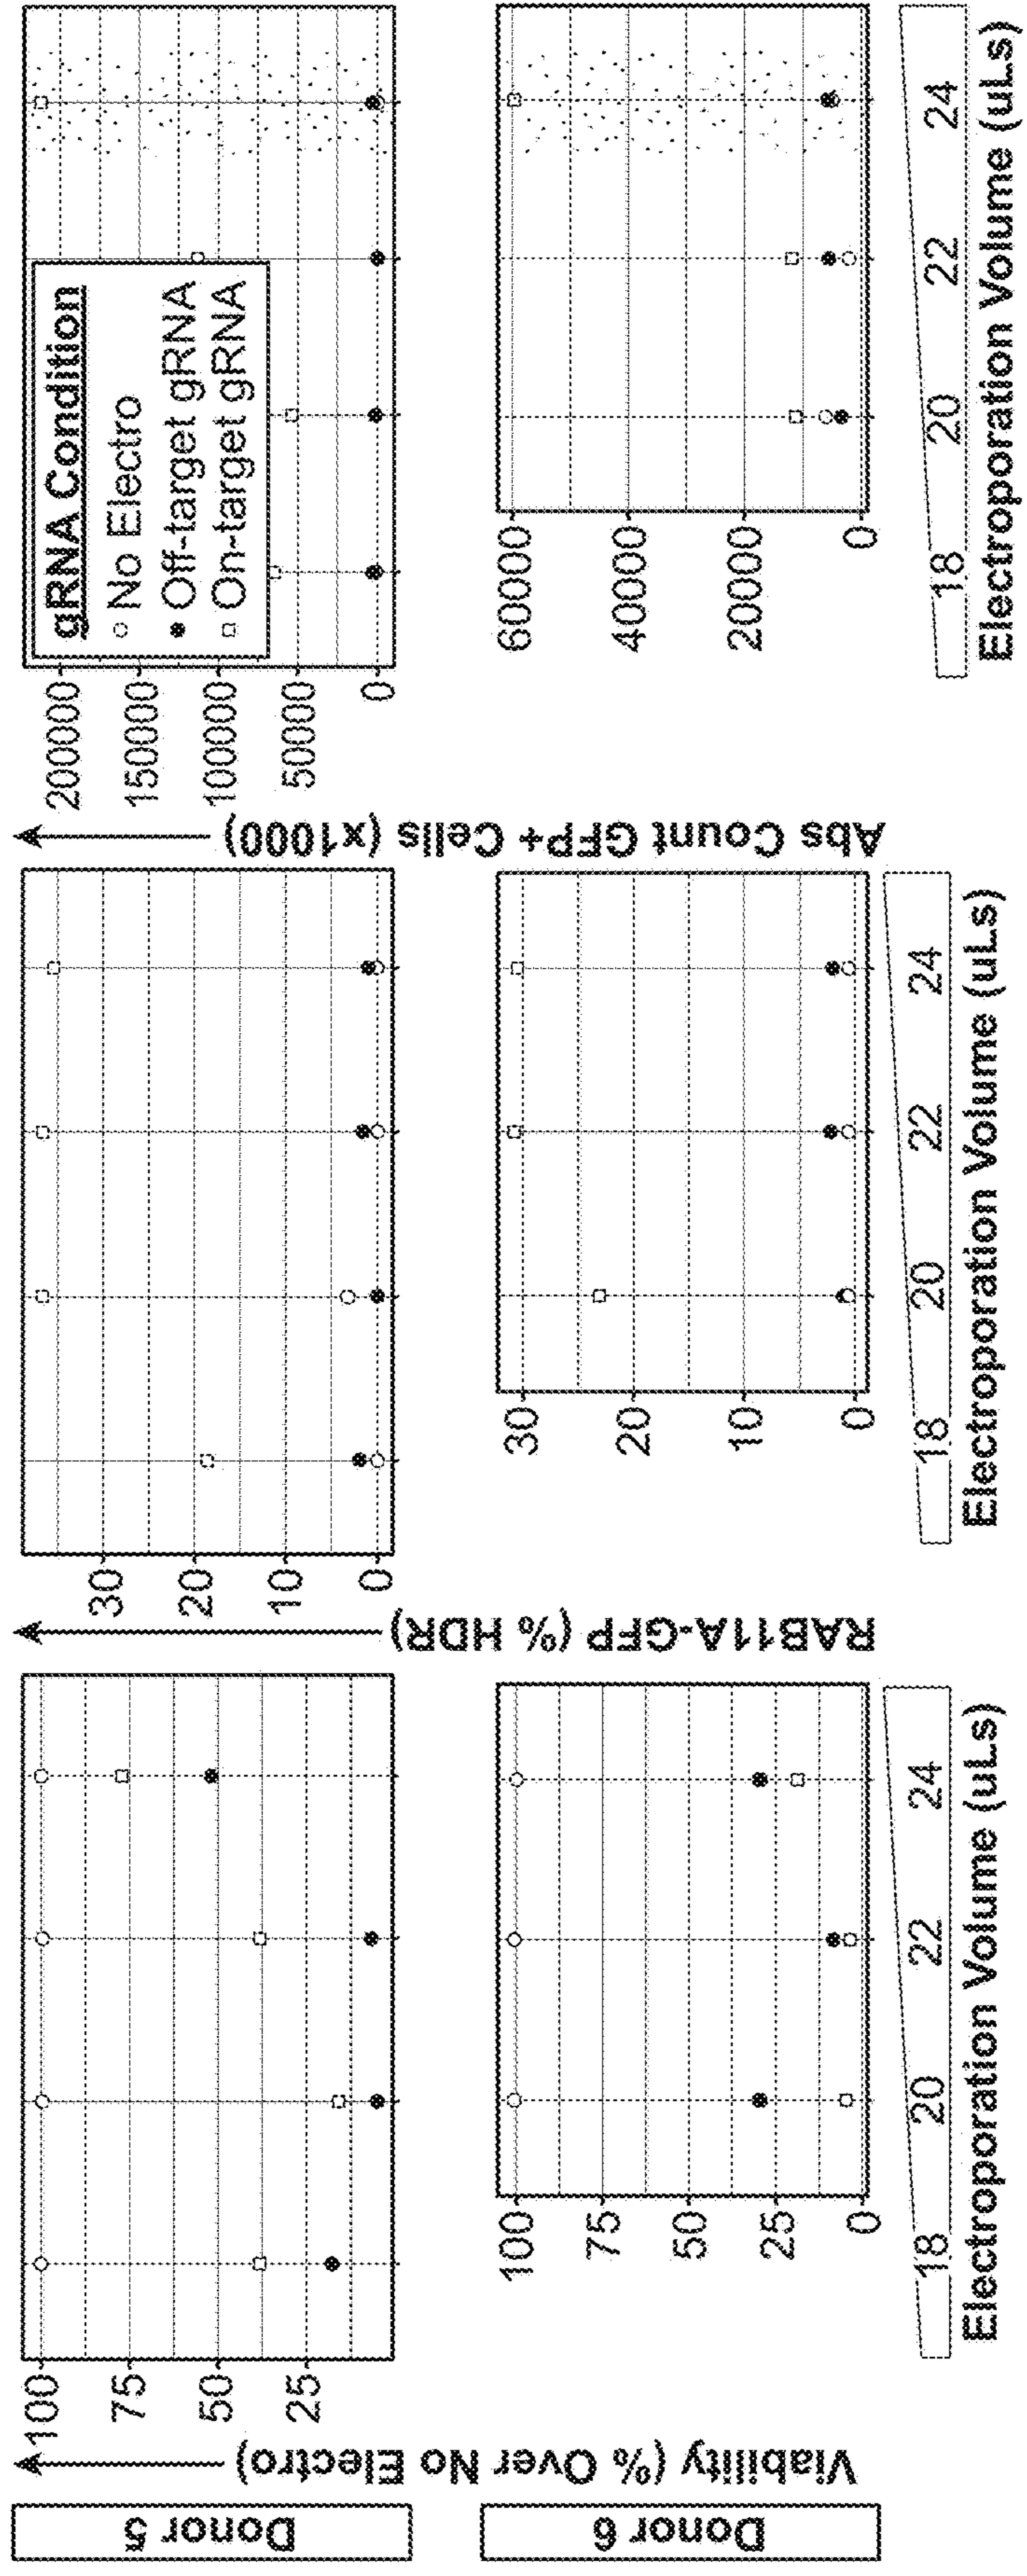 Donor 5
Viability (% Over No Electro)
100
75
50
25
RAB11A-GFP (% HDR)
30
20
10
0
Abs Count GFP+ Cells (x1000)
200000
150000
100000
50000
0
gRNA Condition
No Electro
Off-target gRNA
On-target gRNA
Donor 6
100
75
50
25
0
18 20 22 24
Electroporation Volume (uLs)
30
20
10
0
18 20 22 24
Electroporation Volume (uLs)
60000
40000
20000
0
18 20 22 24
Electroporation Volume (uLs)